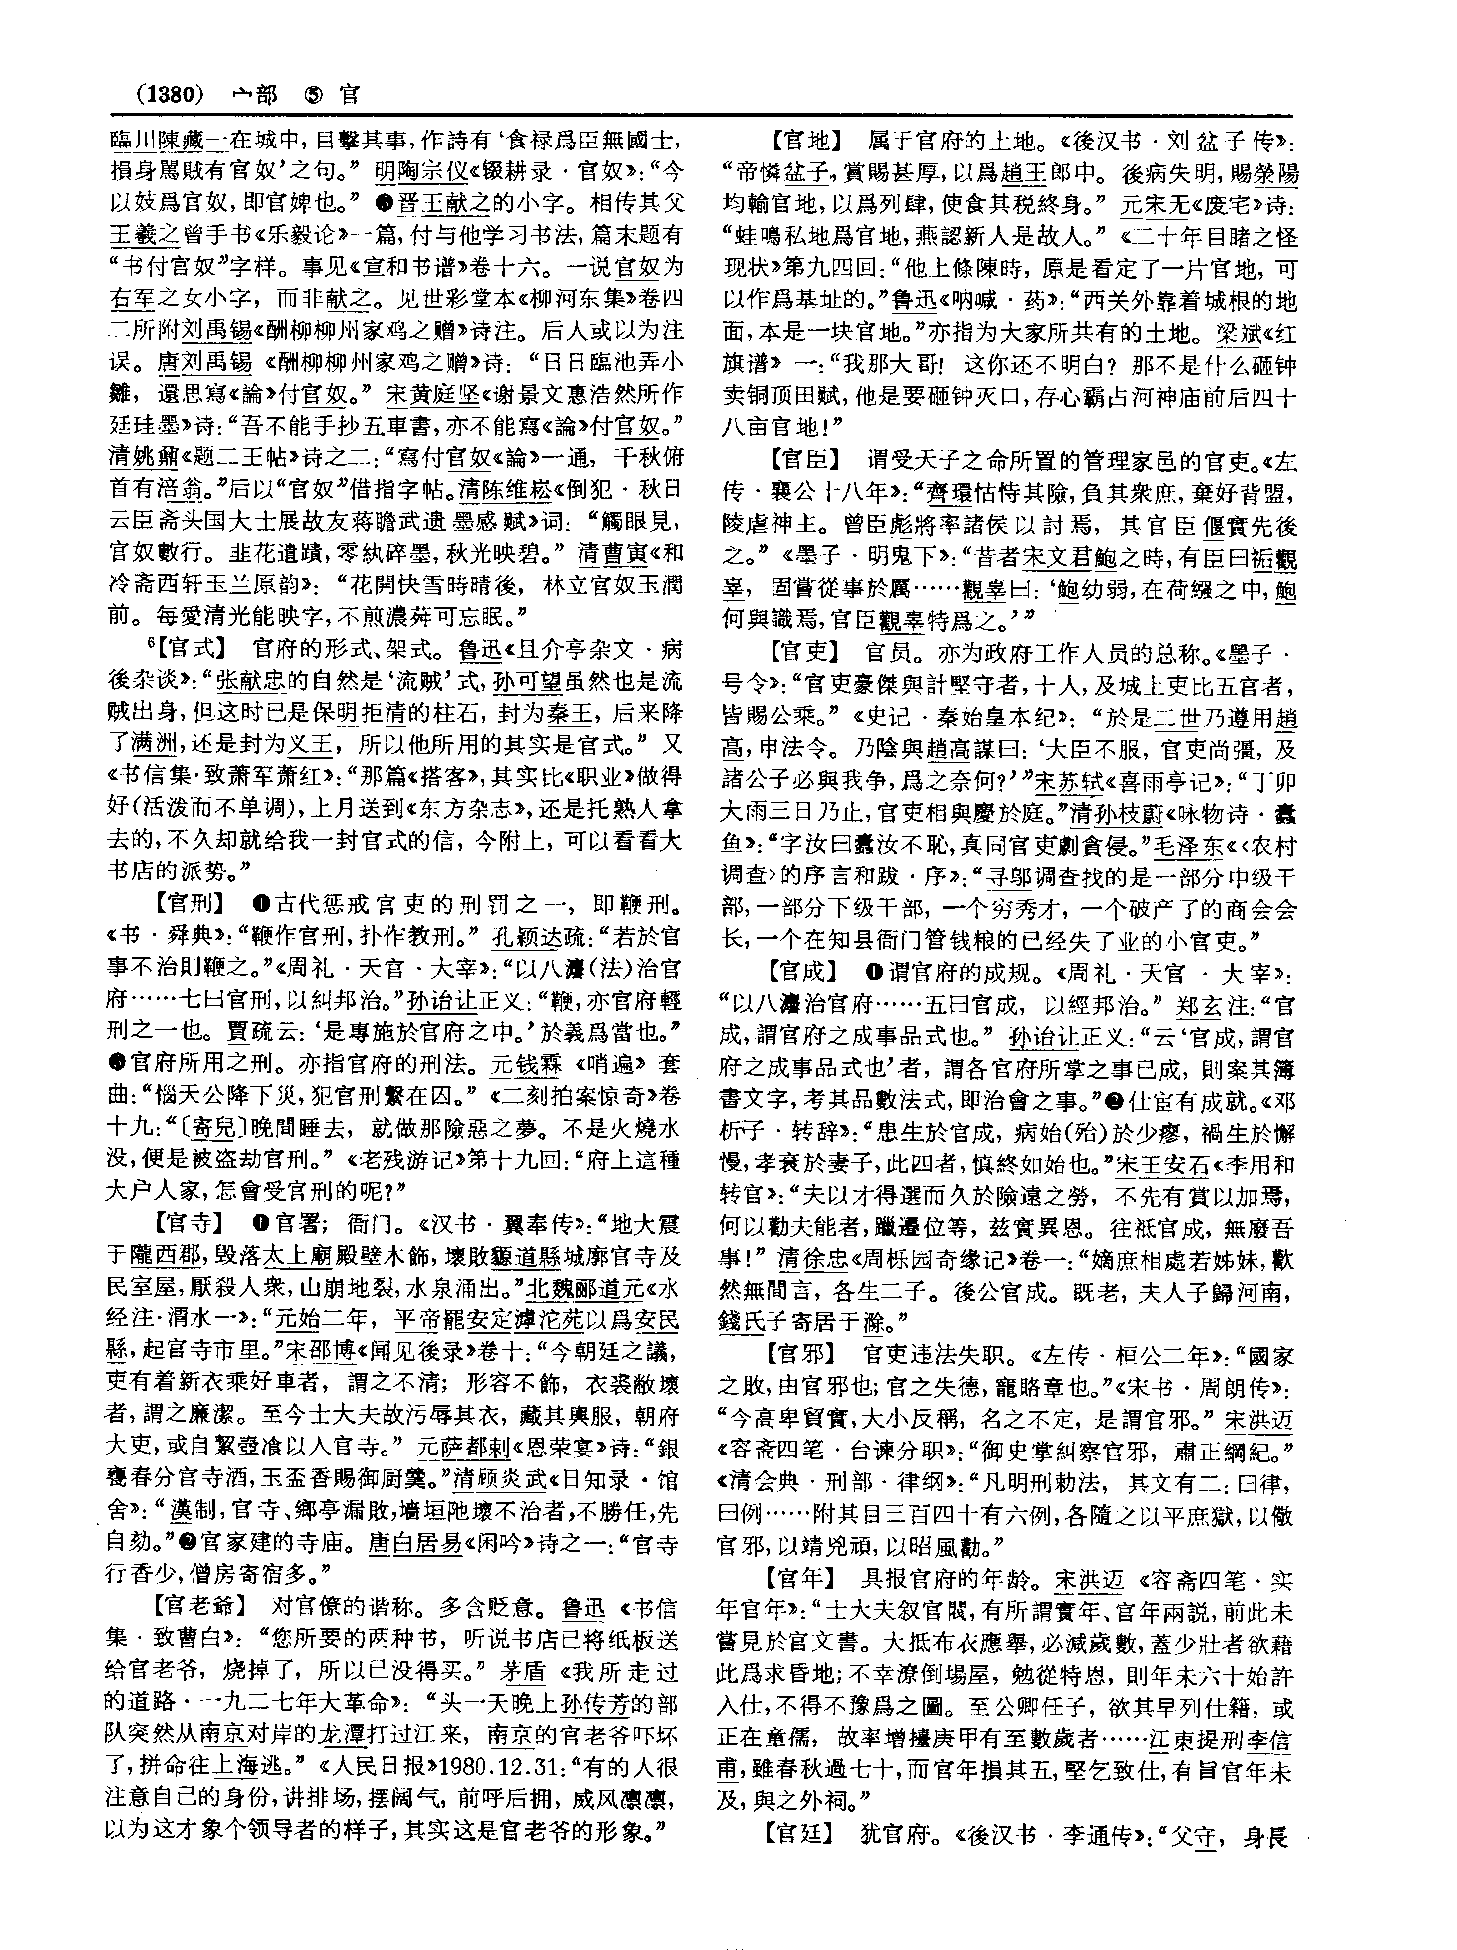 (1380) 宀部 ⑤ 官
臨川陳藏一在城中，目擊其事，作詩有‘食禄爲臣無國士，
損身罵賊有官奴’之句。”明陶宗仪《辍耕录·官奴》：“今
以妓爲官奴，即官婢也。”❸晋王献之的小字。相传其父
王羲之曾手书《乐毅论》一篇，付与他学习书法，篇末题有
“书付官奴”字样。事见《宣和书谱》卷十六。一说官奴为
右军之女小字，而非献之。见世彩堂本《柳河东集》卷四
二所附刘禹锡《酬柳柳州家鸡之赠》诗注。后人或以为注
误。唐刘禹锡《酬柳柳州家鸡之赠》诗：“日日臨池弄小
雛，還思寫《論》付官奴。”宋黄庭坚《谢景文惠浩然所作
廷珪墨》诗：“吾不能手抄五車書，亦不能寫《論》付官奴。”
清姚鼐《题二王帖》诗之二：“寫付官奴《論》一通，千秋俯
首有涪翁。”后以“官奴”借指字帖。清陈维崧《倒犯·秋日
云臣斋头国大士展故友蒋瞻武遗墨感赋》词：“觸眼見，
官奴數行。韭花遺蹟，零紈碎墨，秋光映碧。”清曹寅《和
冷斋西轩玉兰原韵》：“花開快雪時晴後，林立官奴玉潤
前。每愛清光能映字，不煎濃荈可忘眠。”
⁶【官式】 官府的形式、架式。鲁迅《且介亭杂文·病
後杂谈》：“张献忠的自然是‘流贼’式，孙可望虽然也是流
贼出身，但这时已是保明拒清的柱石，封为秦王，后来降
了满洲，还是封为义王，所以他所用的其实是官式。”又
《书信集·致萧军萧红》：“那篇《搭客》，其实比《职业》做得
好（活泼而不单调），上月送到《东方杂志》，还是托熟人拿
去的，不久却就给我一封官式的信，今附上，可以看看大
书店的派势。”
【官刑】 ❶古代惩戒官吏的刑罚之一，即鞭刑。
《书·舜典》：“鞭作官刑，扑作教刑。”孔颖达疏：“若於官
事不治則鞭之。”《周礼·天官·大宰》：“以八灋（法）治官
府……七曰官刑，以糾邦治。”孙诒让正义：“鞭，亦官府輕
刑之一也。賈疏云：‘是專施於官府之中。’於義爲當也。”
❷官府所用之刑。亦指官府的刑法。元钱霖《哨遍》套
曲：“惱天公降下災，犯官刑繫在囚。”《二刻拍案惊奇》卷
十九：“〔寄兒〕晚間睡去，就做那險惡之夢。不是火燒水
没，便是被盗劫官刑。”《老残游记》第十九回：“府上這種
大户人家，怎會受官刑的呢？”
【官寺】 ❶官署；衙门。《汉书·翼奉传》：“地大震
于隴西郡，毁落太上廟殿壁木飾，壞敗豲道縣城廓官寺及
民室屋，厭殺人衆，山崩地裂，水泉涌出。”北魏郦道元《水
经注·渭水一》：“元始二年，平帝罷安定滹沱苑以爲安民
縣，起官寺市里。”宋邵博《闻见後录》卷十：“今朝廷之議，
吏有着新衣乘好車者，謂之不清；形容不飾，衣裘敝壞
者，謂之廉潔。至今士大夫故污辱其衣，藏其輿服，朝府
大吏，或自挈壺飡以入官寺。”元萨都剌《恩荣宴》诗：“銀
甕春分官寺酒，玉盃香賜御厨羹。”清顾炎武《日知录·馆
舍》：“漢制，官寺、鄉亭漏敗，墻垣阤壞不治者，不勝任，先
自劾。”❷官家建的寺庙。唐白居易《闲吟》诗之一：“官寺
行香少，僧房寄宿多。”
【官老爺】 对官僚的谐称。多含贬意。鲁迅《书信
集·致曹白》：“您所要的两种书，听说书店已将纸板送
给官老爷，烧掉了，所以已没得买。”茅盾《我所走过
的道路·一九二七年大革命》：“头一天晚上孙传芳的部
队突然从南京对岸的龙潭打过江来，南京的官老爷吓坏
了，拼命往上海逃。”《人民日报》1980.12.31：“有的人很
注意自己的身份，讲排场，摆阔气，前呼后拥，威风凛凛，
以为这才象个领导者的样子，其实这是官老爷的形象。”
【官地】 属于官府的土地。《後汉书·刘盆子传》：
“帝憐盆子，賞賜甚厚，以爲趙王郎中。後病失明，賜滎陽
均輸官地，以爲列肆，使食其税終身。”元宋无《废宅》诗：
“蛙鳴私地爲官地，燕認新人是故人。”《二十年目睹之怪
现状》第九四回：“他上條陳時，原是看定了一片官地，可
以作爲基址的。”鲁迅《呐喊·药》：“西关外靠着城根的地
面，本是一块官地。”亦指为大家所共有的土地。梁斌《红
旗谱》一：“我那大哥！这你还不明白？那不是什么砸钟
卖铜顶田赋，他是要砸钟灭口，存心霸占河神庙前后四十
八亩官地！”
【官臣】 谓受天子之命所置的管理家邑的官吏。《左
传·襄公十八年》：“齊環怙恃其險，負其衆庶，棄好背盟，
陵虐神主。曾臣彪將率諸侯以討焉，其官臣偃實先後
之。”《墨子·明鬼下》：“昔者宋文君鮑之時，有臣曰𥙐觀
辜，固嘗從事於厲……觀辜曰：‘鮑幼弱，在荷繈之中，鮑
何與識焉，官臣觀辜特爲之。’”
【官吏】 官员。亦为政府工作人员的总称。《墨子·
号令》：“官吏豪傑與計堅守者，十人，及城上吏比五官者，
皆賜公乘。”《史记·秦始皇本纪》：“於是二世乃遵用趙
高，申法令。乃陰與趙高謀曰：‘大臣不服，官吏尚彊，及
諸公子必與我争，爲之奈何？’”宋苏轼《喜雨亭记》：“丁卯
大雨三日乃止，官吏相與慶於庭。”清孙枝蔚《咏物诗·蠹
鱼》：“字汝曰蠹汝不恥，真同官吏劇貪侵。”毛泽东《〈农村
调查〉的序言和跋·序》：“寻邬调查找的是一部分中级干
部，一部分下级干部，一个穷秀才，一个破产了的商会会
长，一个在知县衙门管钱粮的已经失了业的小官吏。”
【官成】 ❶谓官府的成规。《周礼·天官·大宰》：
“以八灋治官府……五曰官成，以經邦治。”郑玄注：“官
成，謂官府之成事品式也。”孙诒让正义：“云‘官成，謂官
府之成事品式也’者，謂各官府所掌之事已成，則案其簿
書文字，考其品數法式，即治會之事。”❷仕宦有成就。《邓
析子·转辞》：“患生於官成，病始（殆）於少瘳，禍生於懈
慢，孝衰於妻子，此四者，慎終如始也。”宋王安石《李用和
转官》：“夫以才得選而久於險遠之勞，不先有賞以加焉，
何以勸夫能者，躐遷位等，兹實異恩。往祗官成，無廢吾
事！”清徐忠《周栎园奇缘记》卷一：“嫡庶相處若姊妹，歡
然無間言，各生二子。後公官成。既老，夫人子歸河南，
錢氏子寄居于滁。”
【官邪】 官吏违法失职。《左传·桓公二年》：“國家
之敗，由官邪也；官之失德，寵賂章也。”《宋书·周朗传》：
“今高卑貿實，大小反稱，名之不定，是謂官邪。”宋洪迈
《容斋四笔·台谏分职》：“御史掌糾察官邪，肅正綱紀。”
《清会典·刑部·律纲》：“凡明刑勅法，其文有二：曰律，
曰例……附其目三百四十有六例，各隨之以平庶獄，以儆
官邪，以靖兇頑，以昭風勸。”
【官年】 具报官府的年龄。宋洪迈《容斋四笔·实
年官年》：“士大夫叙官閥，有所謂實年、官年兩説，前此未
嘗見於官文書。大抵布衣應舉，必減歲數，蓋少壯者欲藉
此爲求昏地；不幸潦倒場屋，勉從特恩，則年未六十始許
入仕，不得不豫爲之圖。至公卿任子，欲其早列仕籍，或
正在童儒，故率增擡庚甲有至數歲者……江東提刑李信
甫，雖春秋過七十，而官年損其五，堅乞致仕，有旨官年未
及，與之外祠。”
【官廷】 犹官府。《後汉书·李通传》：“父守，身長